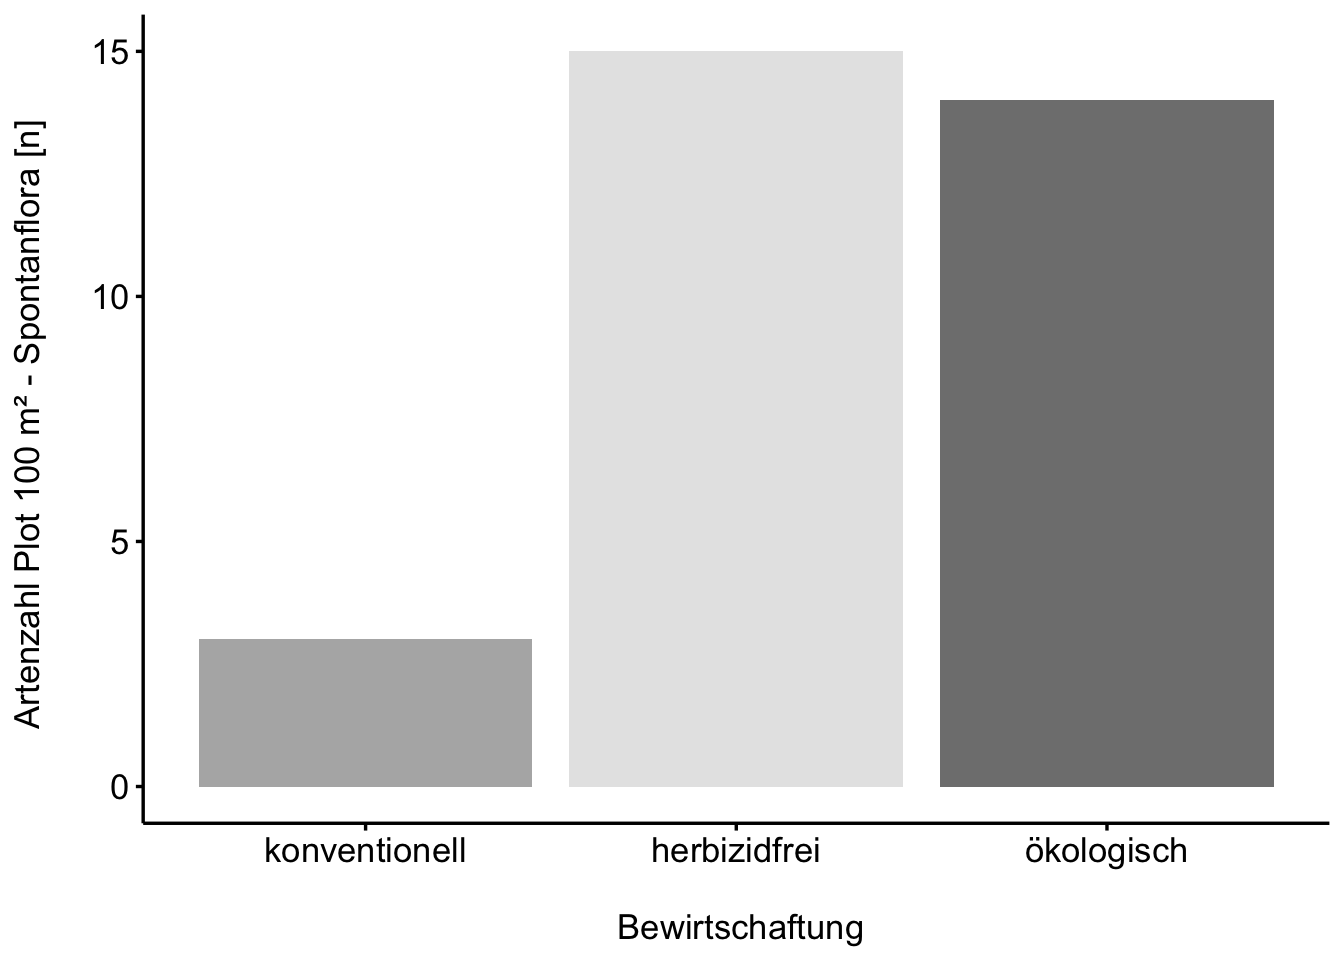 Artenzahl Plot 100 m² - Spontanflora [n]
15
10
5
0
konventionell herbizidfrei ökologisch
Bewirtschaftung